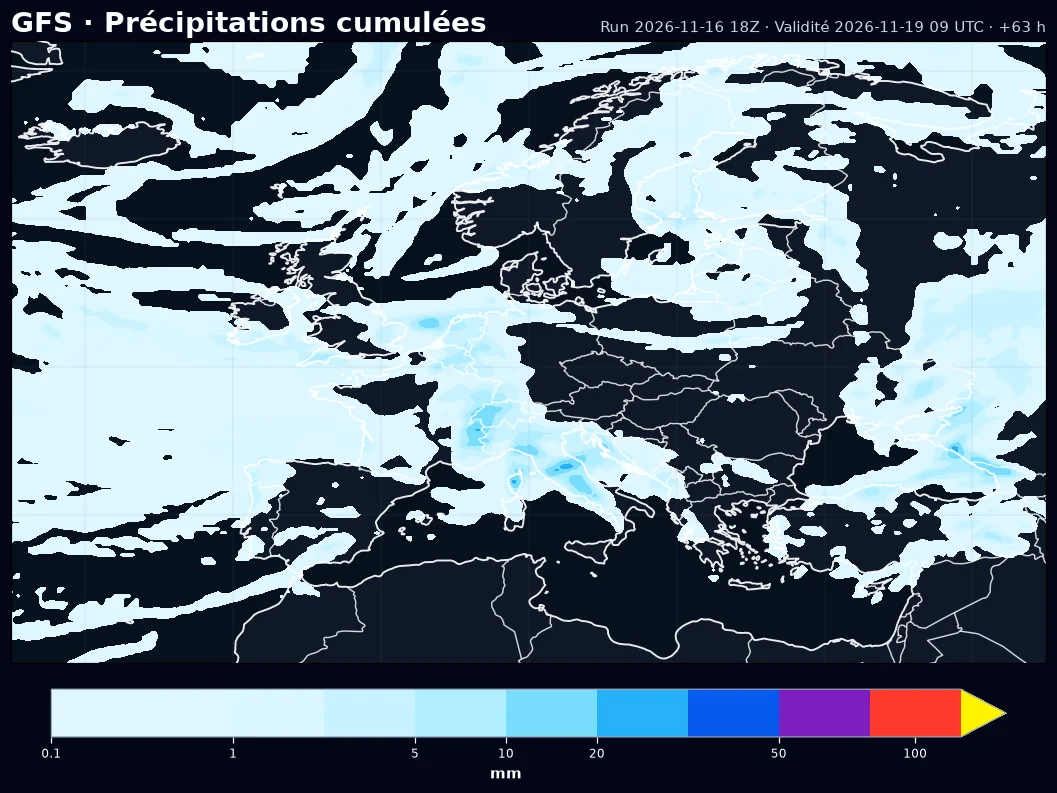 GFS · Précipitations cumulées
Run 2026-11-16 18Z · Validité 2026-11-19 09 UTC · +63 h
0.1 1 5 10 20 50 100
mm